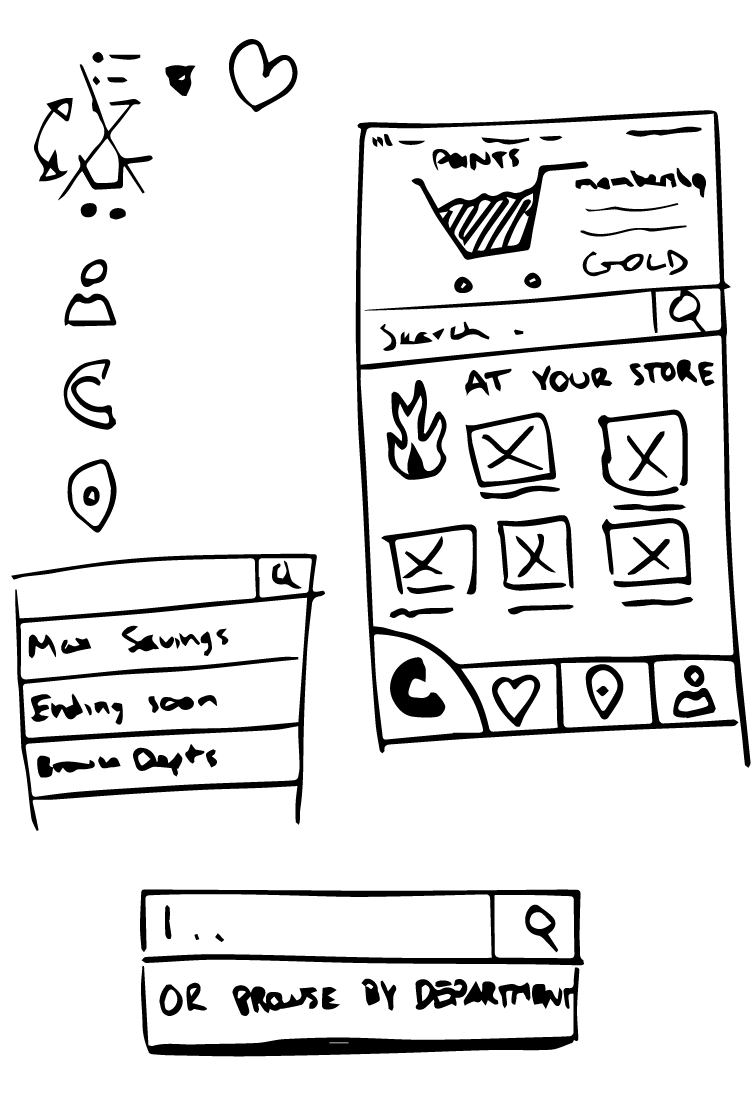 POINTS
membership
GOLD
Search .
AT YOUR STORE
Max Savings
Ending soon
Browse Depts
I . .
OR BROWSE BY DEPARTMENT